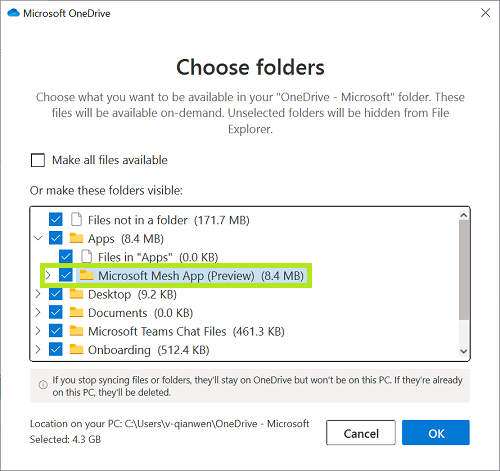 Microsoft OneDrive
Choose folders
Choose what you want to be available in your "OneDrive - Microsoft" folder. These
files will be available on-demand. Unselected folders will be hidden from File
Explorer.
Make all files available
Or make these folders visible:
Files not in a folder (171.7 MB)
Apps (8.4 MB)
Files in "Apps" (0.0 KB)
Microsoft Mesh App (Preview) (8.4 MB)
Desktop (9.2 KB)
Documents (0.0 KB)
Microsoft Teams Chat Files (461.3 KB)
Onboarding (512.4 KB)
If you stop syncing files or folders, they'll stay on OneDrive but won't be on this PC. If they're already
on this PC, they'll be deleted.
Location on your PC: C:\Users\v-qianwen\OneDrive - Microsoft
Selected: 4.3 GB
Cancel
OK